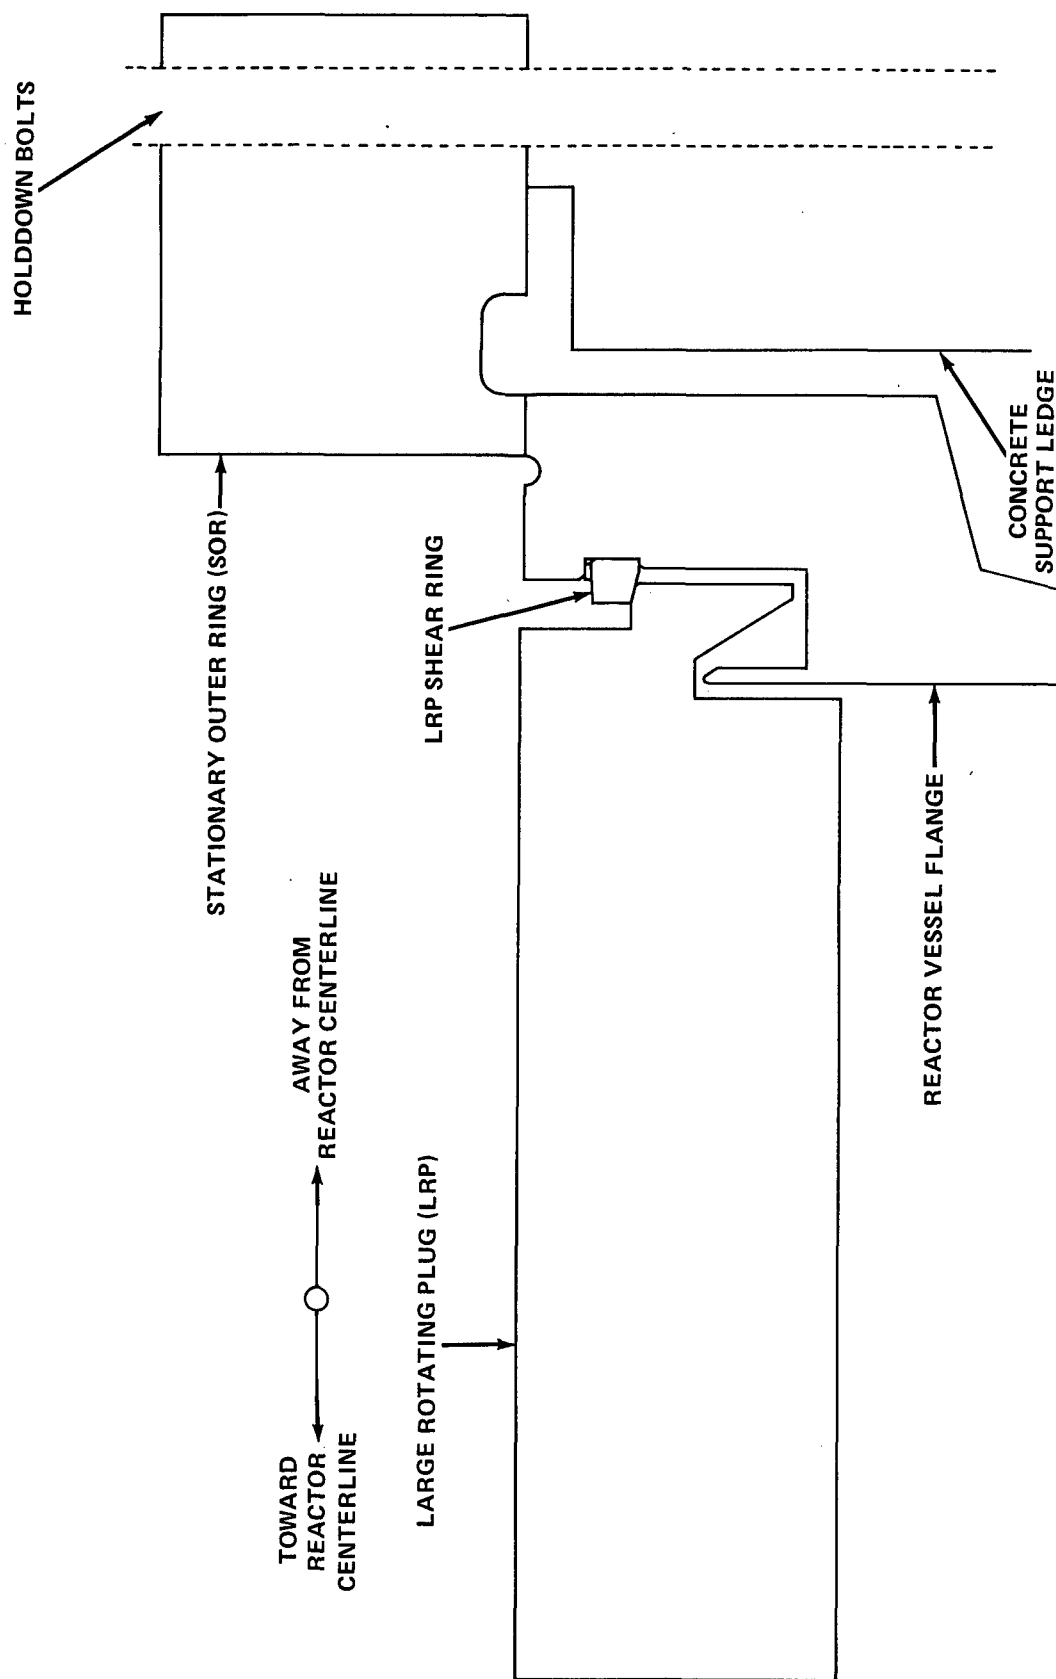 HOLDDOWN BOLTS
STATIONARY OUTER RING (SOR)
AWAY FROM
REACTOR CENTERLINE
TOWARD
REACTOR
CENTERLINE
LRP SHEAR RING
LARGE ROTATING PLUG (LRP)
CONCRETE
SUPPORT LEDGE
REACTOR VESSEL FLANGE